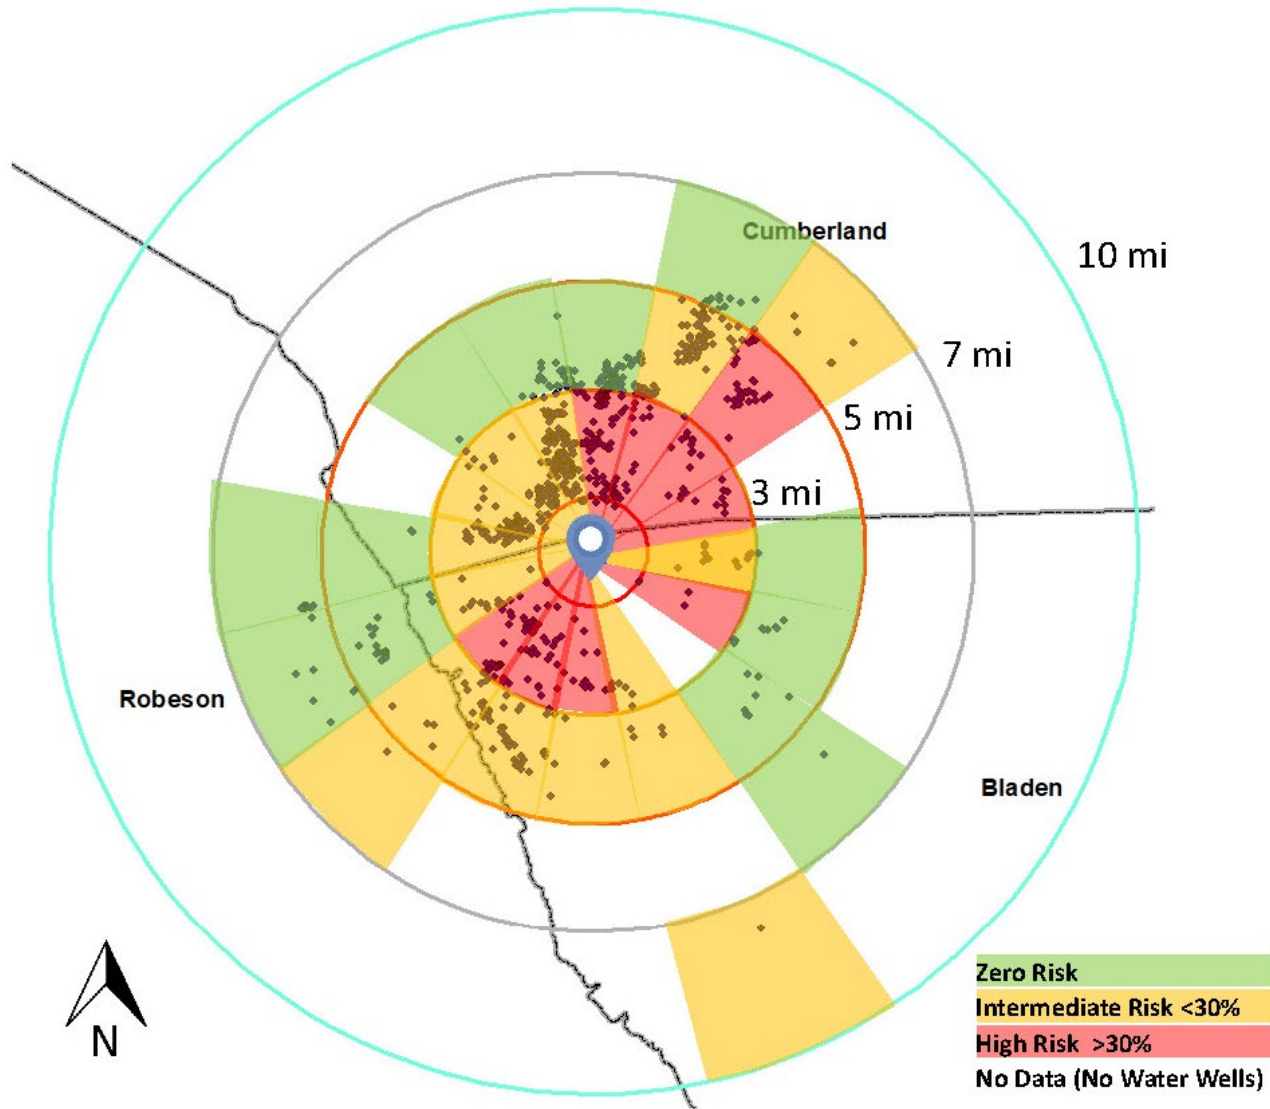 Cumberland
10 mi
7 mi
5 mi
3 mi
Robeson
Bladen
N
Zero Risk
Intermediate Risk <30%
High Risk >30%
No Data (No Water Wells)